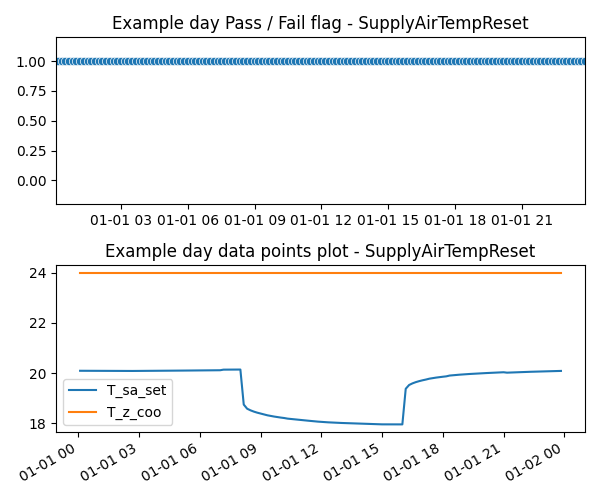 Example day Pass / Fail flag - SupplyAirTempReset
1.00
0.75
0.50
0.25
0.00
01-01 03 01-01 06 01-01 09 01-01 12 01-01 15 01-01 18 01-01 21
Example day data points plot - SupplyAirTempReset
24
22
20
18
T_sa_set
T_z_coo
01-01 00 01-01 03 01-01 06 01-01 09 01-01 12 01-01 15 01-01 18 01-01 21 01-02 00